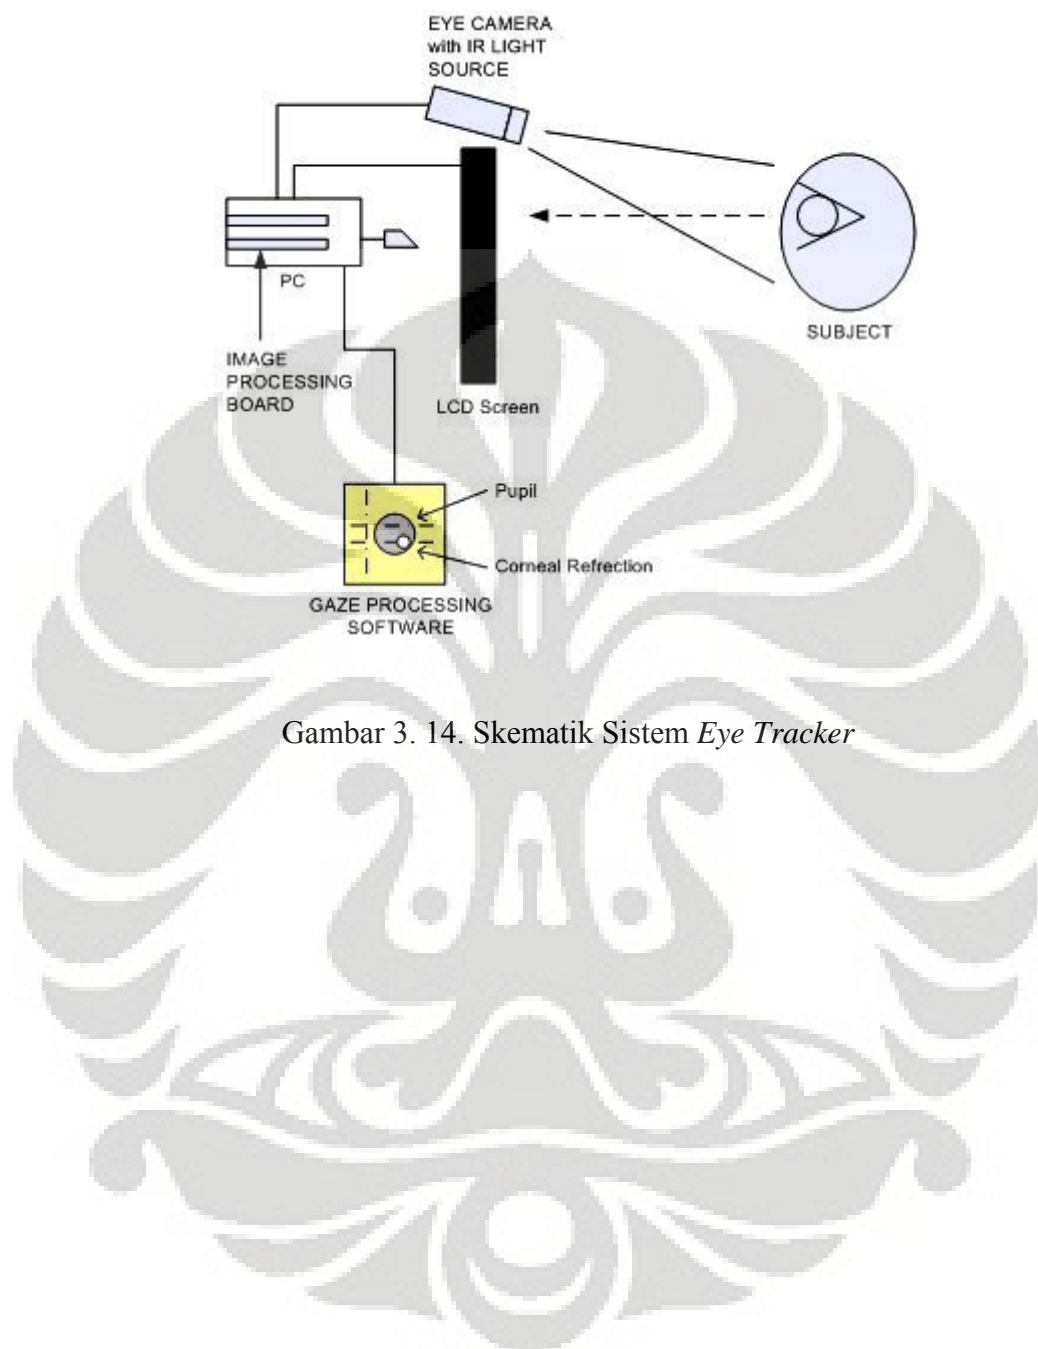 EYE CAMERA
with IR LIGHT
SOURCE
PC
SUBJECT
IMAGE
PROCESSING
BOARD
LCD Screen
Pupil
Corneal Refrection
GAZE PROCESSING
SOFTWARE
Gambar 3. 14. Skematik Sistem Eye Tracker